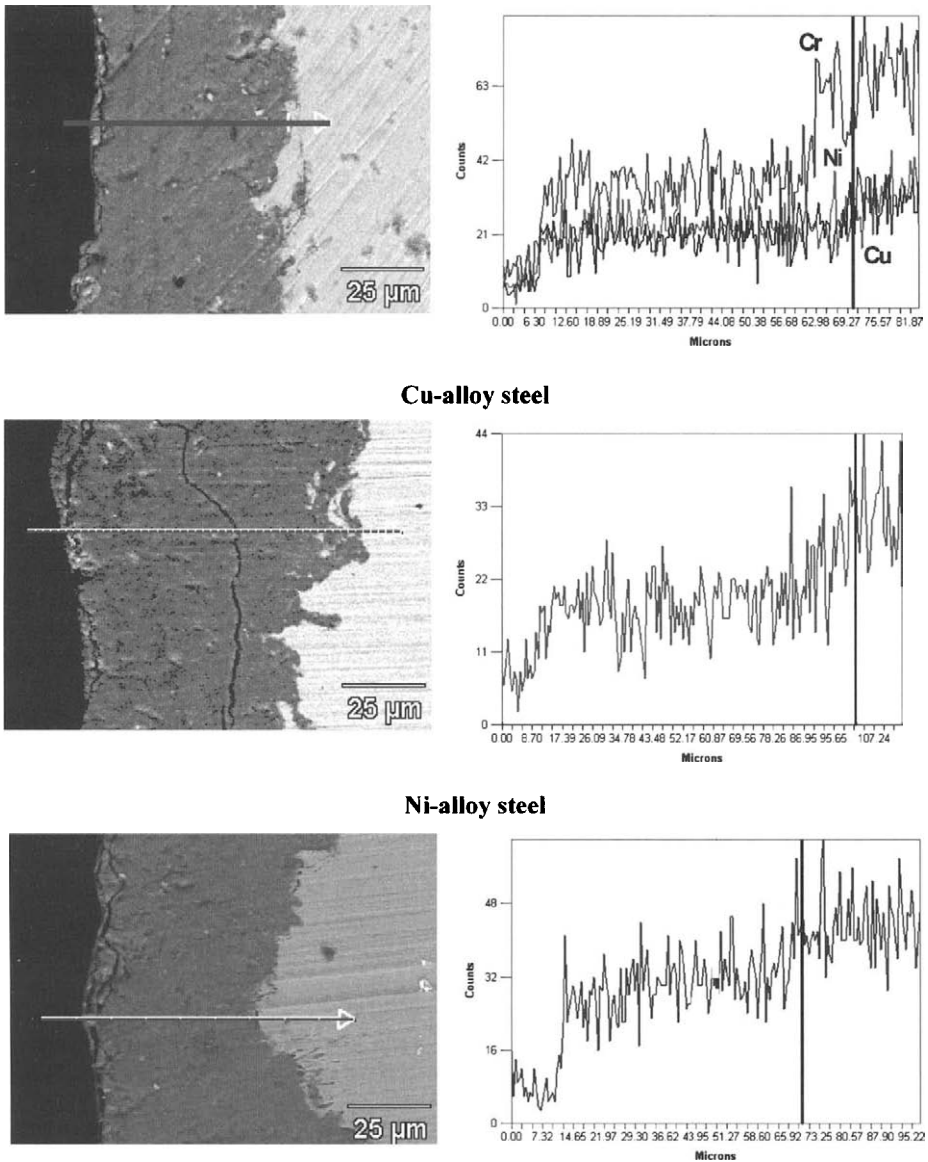 Cr
63
Counts
42
Ni
21
Cu
0
25 µm
0.00 6.30 12.60 18.89 25.19 31.49 37.79 44.08 50.38 56.68 62.98 69.27 75.57 81.87
Microns
Cu-alloy steel
44
33
Counts
22
11
0
25 µm
0.00 8.70 17.39 26.09 34.78 43.48 52.17 60.87 69.56 78.26 86.95 95.65 107.24
Microns
Ni-alloy steel
48
Counts
32
16
0
25 µm
0.00 7.32 14.65 21.97 29.30 36.62 43.95 51.27 58.60 65.92 73.25 80.57 87.90 95.22
Microns